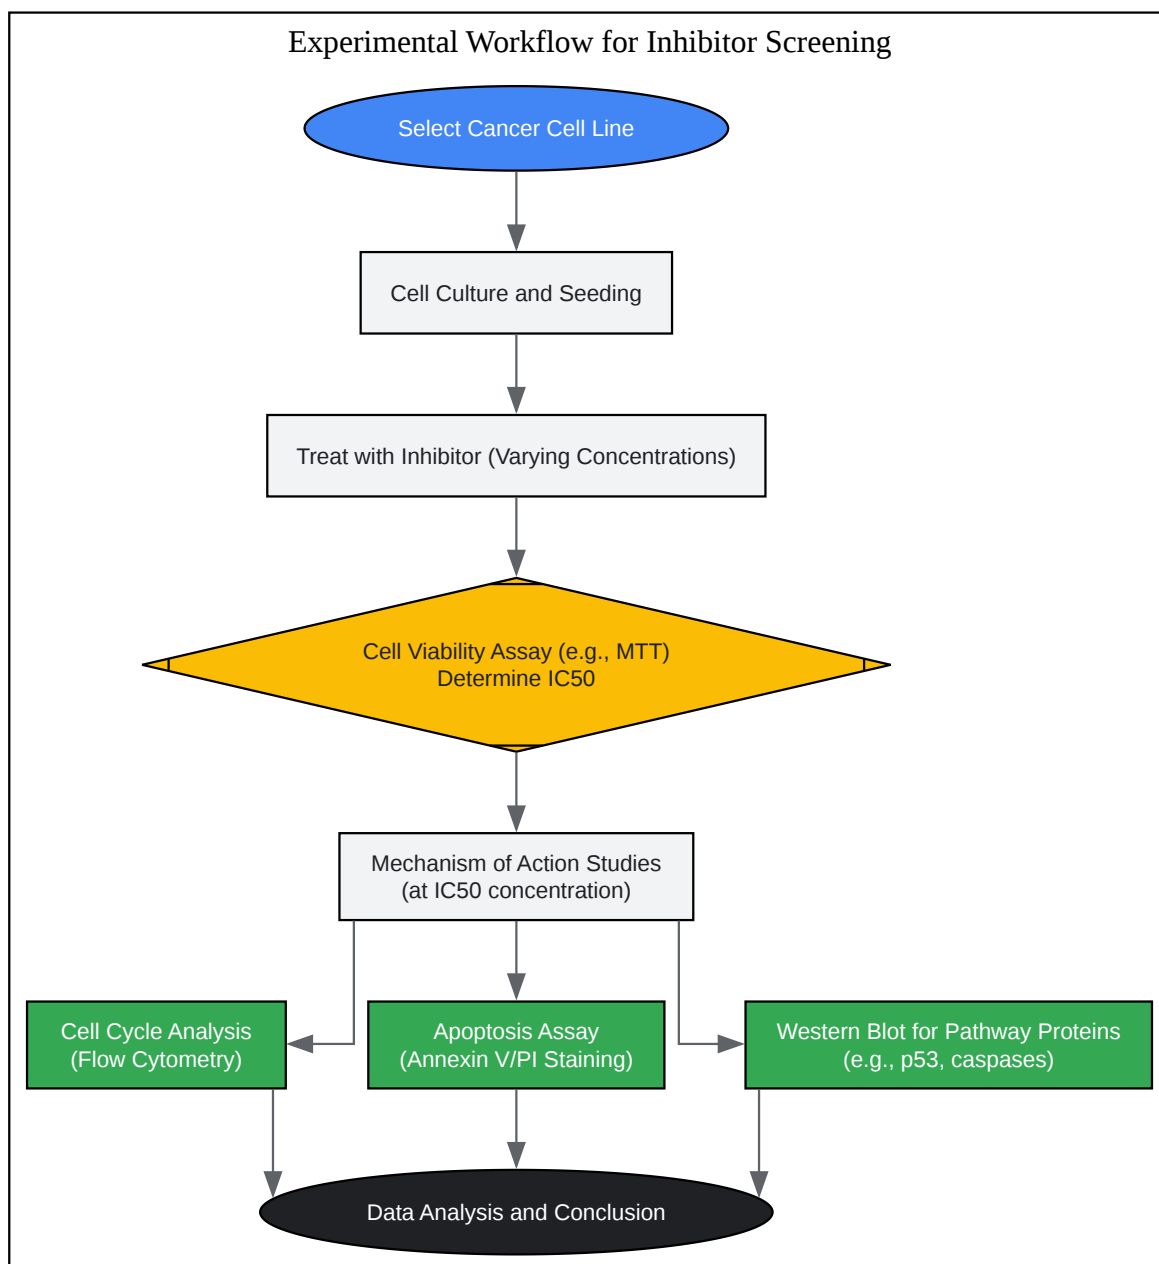 Experimental Workflow for Inhibitor Screening
Select Cancer Cell Line
Cell Culture and Seeding
Treat with Inhibitor (Varying Concentrations)
Cell Viability Assay (e.g., MTT)
Determine IC50
Mechanism of Action Studies
(at IC50 concentration)
Cell Cycle Analysis
(Flow Cytometry)
Apoptosis Assay
(Annexin V/PI Staining)
Western Blot for Pathway Proteins
(e.g., p53, caspases)
Data Analysis and Conclusion